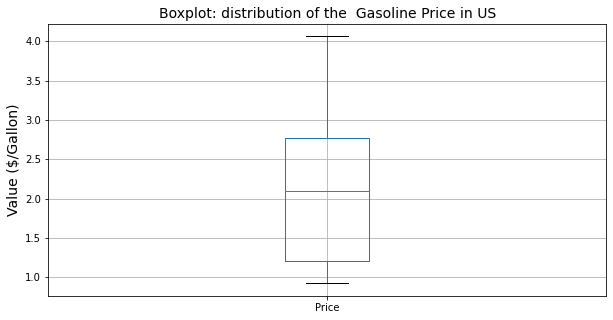 Boxplot: distribution of the  Gasoline Price in US
Value ($/Gallon)
4.0
3.5
3.0
2.5
2.0
1.5
1.0
Price